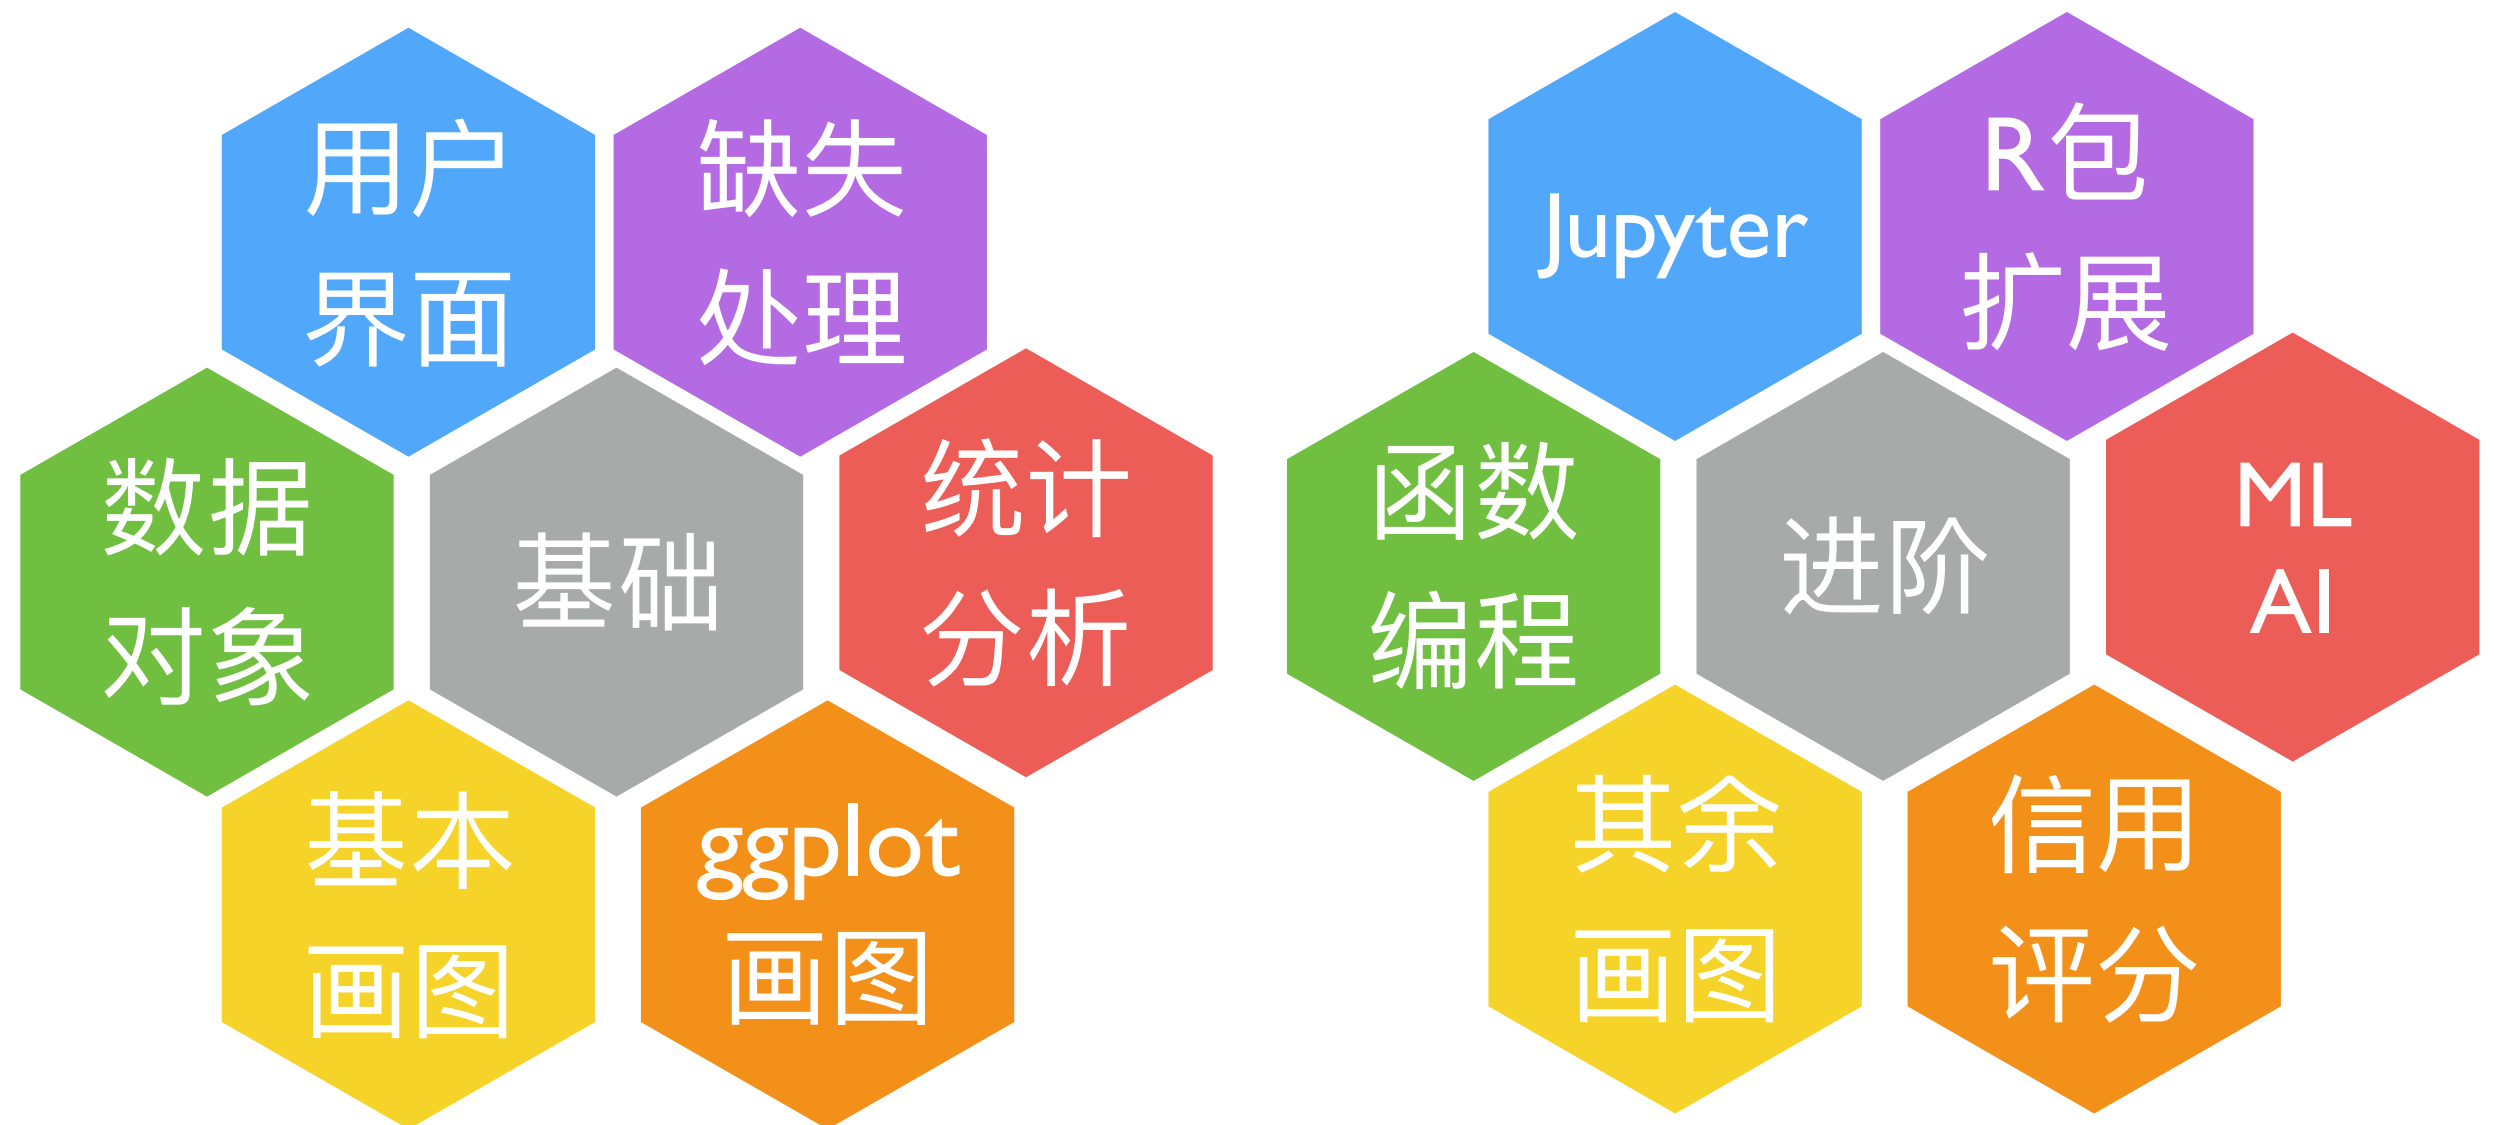 用户
界面
缺失
处理
数据
对象
基础
统计
分析
基本
画图
ggplot
画图
Jupyter
R包
扩展
函数
编程
进阶
ML
AI
基余
画图
信用
评分